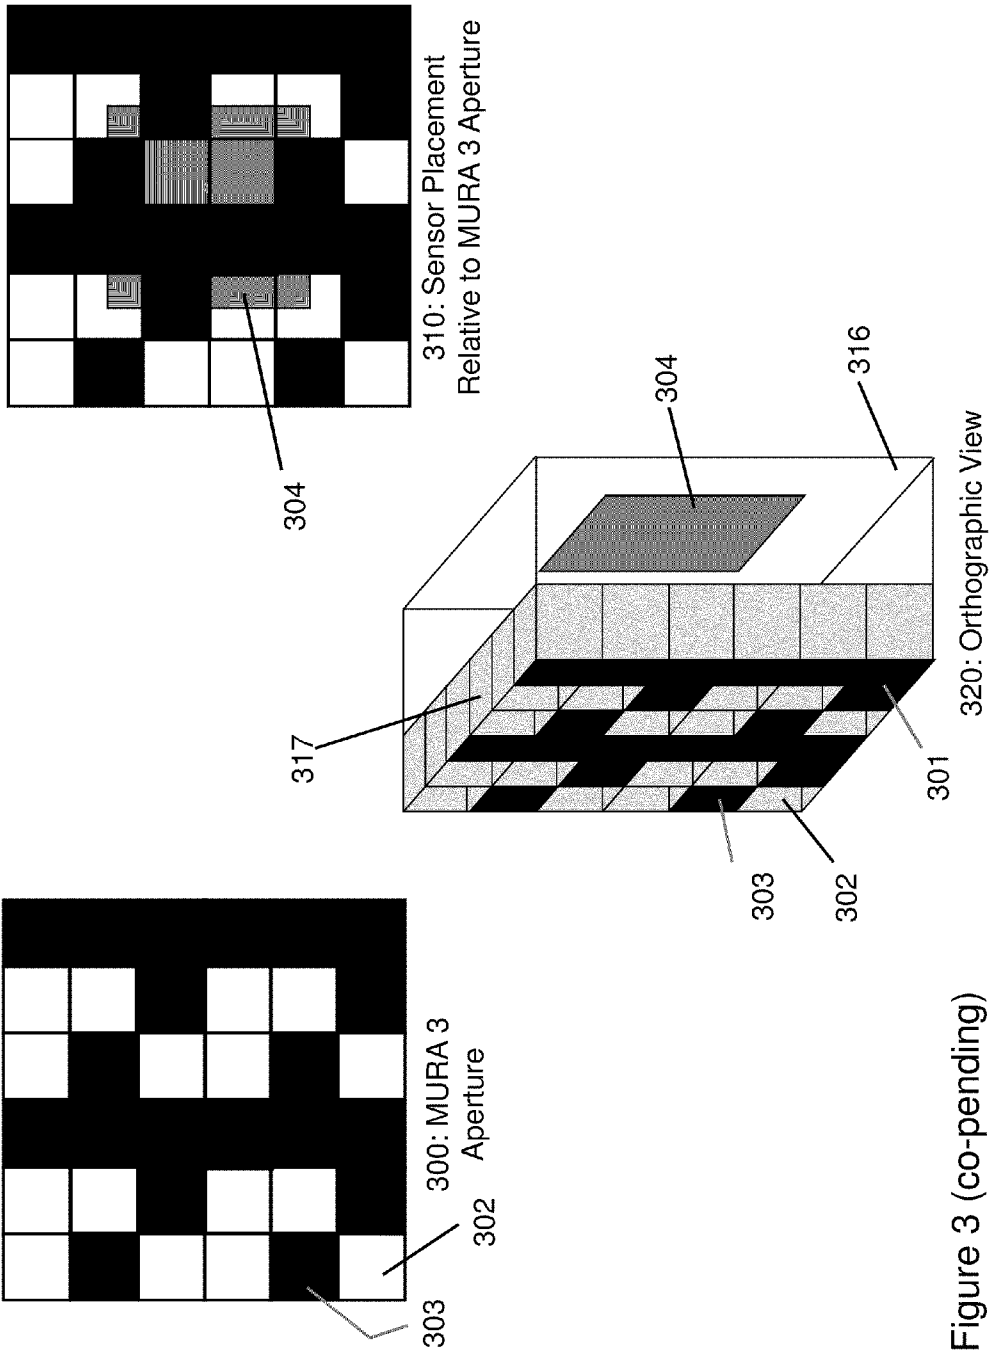 303
302
300: MURA 3
Aperture
317
303
302
301
304
316
320: Orthographic View
304
310: Sensor Placement
Relative to MURA 3 Aperture
Figure 3 (co-pending)